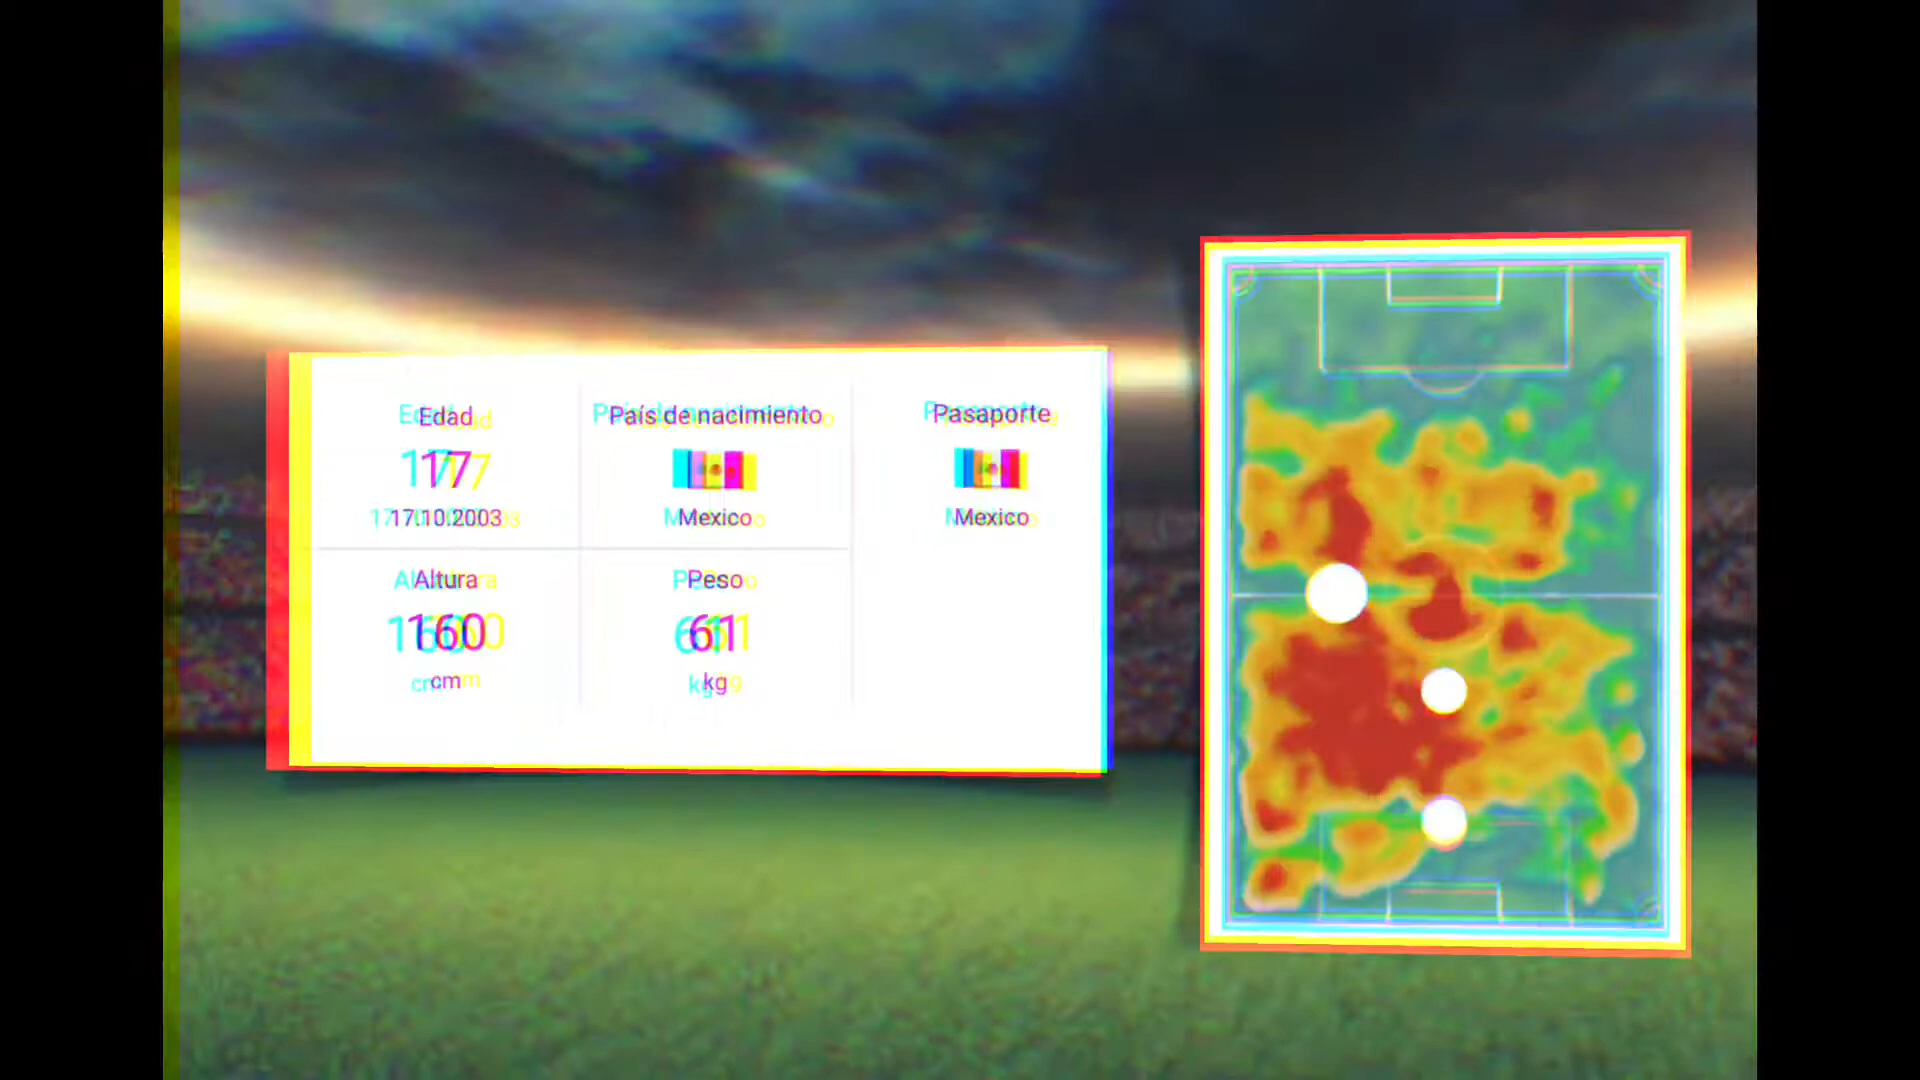 Edad
17
17.10.2003
País de nacimiento
Mexico
Pasaporte
Mexico
Altura
160
cm
Peso
61
kg